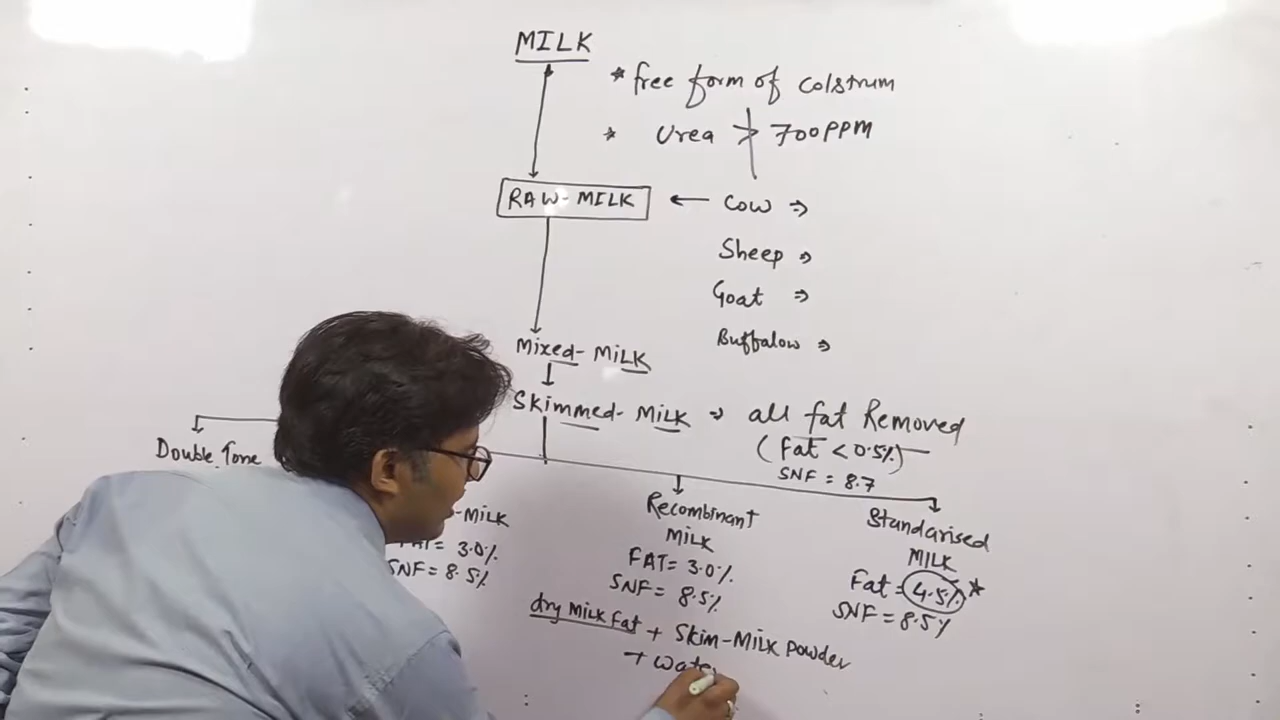 MILK
* free form of Colstrum
* Urea ≯ 700PPM
RAW-MILK ← Cow ⇒
Sheep ⇒
Goat ⇒
Buffalow ⇒
Mixed-MILK
Skimmed-MILK ⇒ all fat Removed
(Fat < 0.5%)
SNF = 8.7
Double Tone
-MILK
FAT = 3.0%
SNF = 8.5%
Recombinant
MILK
FAT = 3.0%
SNF = 8.5%
dry MILK fat + Skim-MILK powder
+ Water
Standarised
MILK
Fat = 4.5% *
SNF = 8.5%